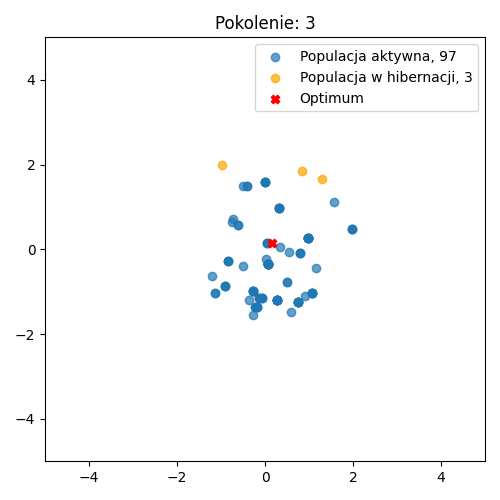 Pokolenie: 3
Populacja aktywna, 97
Populacja w hibernacji, 3
Optimum
4
2
0
−2
−4
−4 −2 0 2 4